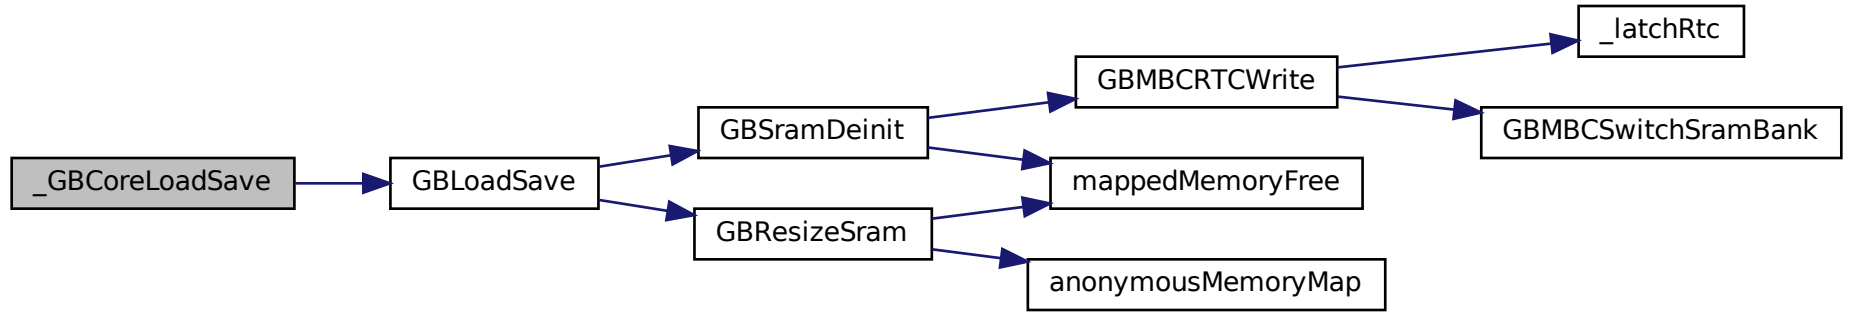 _GBCoreLoadSave
GBLoadSave
GBSramDeinit
GBResizeSram
GBMBCRTCWrite
mappedMemoryFree
anonymousMemoryMap
_latchRtc
GBMBCSwitchSramBank